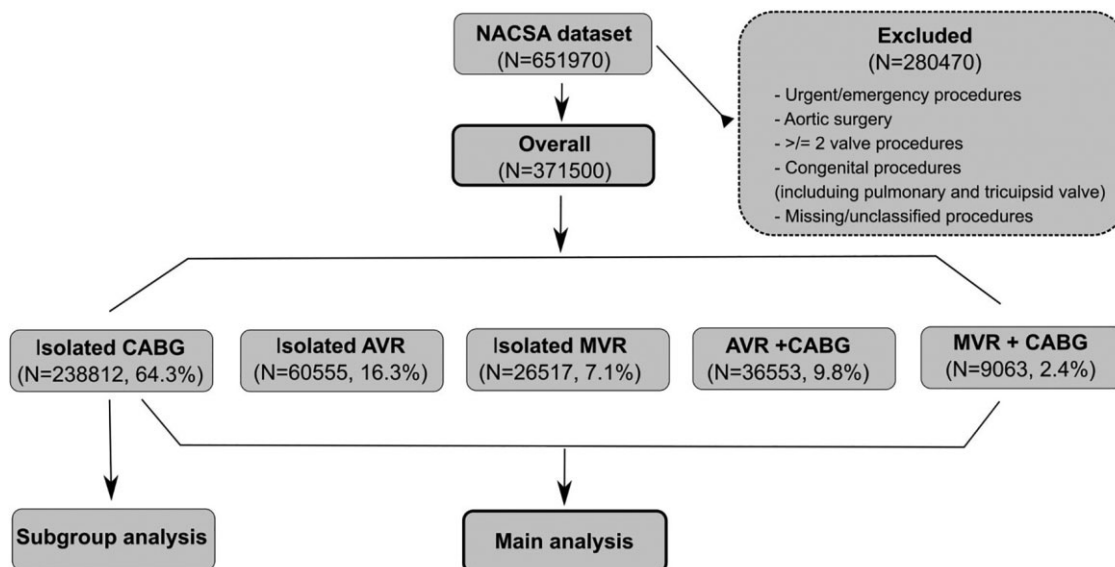 NACSA dataset
(N=651970)
Excluded
(N=280470)
- Urgent/emergency procedures
- Aortic surgery
- >/= 2 valve procedures
- Congenital procedures
(incluiuing pulmonary and tricuipsid valve)
- Missing/unclassified procedures
Overall
(N=371500)
Isolated CABG
(N=238812, 64.3%)
Isolated AVR
(N=60555, 16.3%)
Isolated MVR
(N=26517, 7.1%)
AVR +CABG
(N=36553, 9.8%)
MVR + CABG
(N=9063, 2.4%)
Subgroup analysis
Main analysis